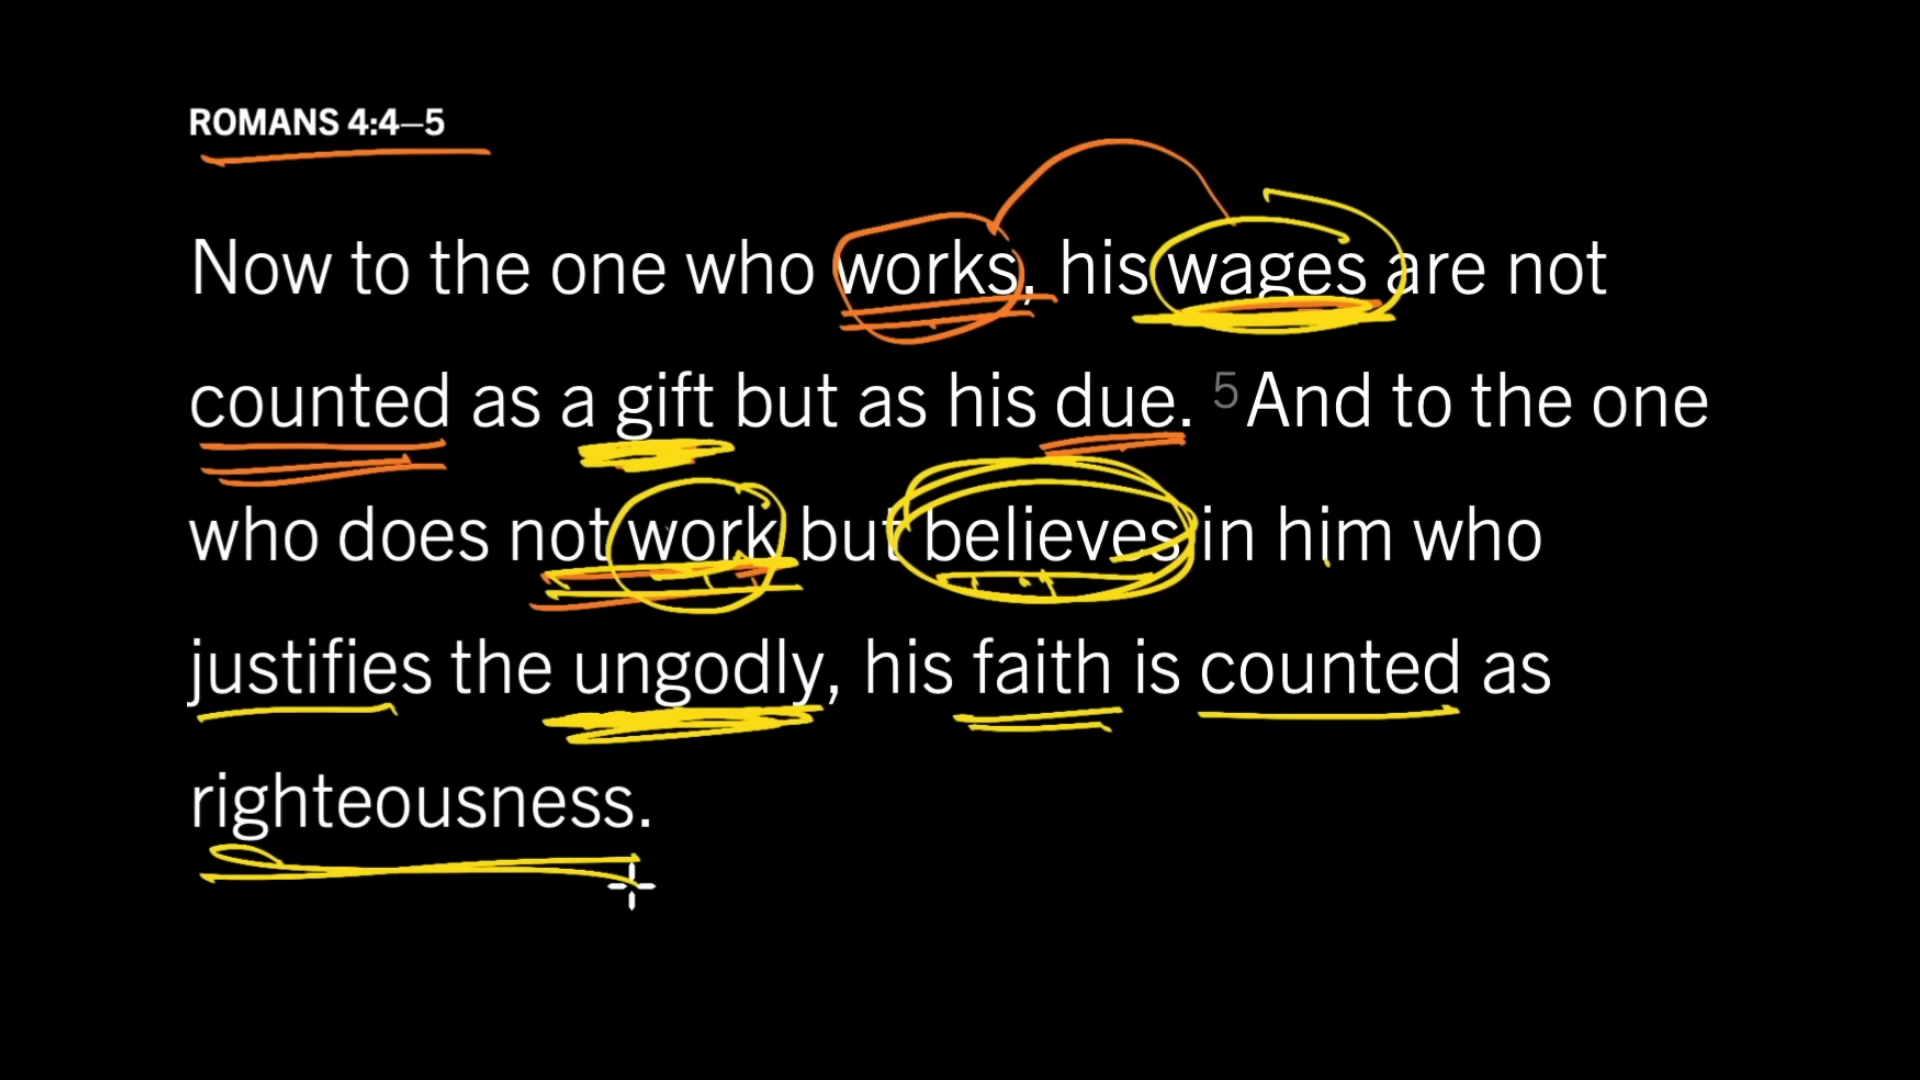 ROMANS 4:4–5
Now to the one who works, his wages are not
counted as a gift but as his due. 5 And to the one
who does not work but believes in him who
justifies the ungodly, his faith is counted as
righteousness.